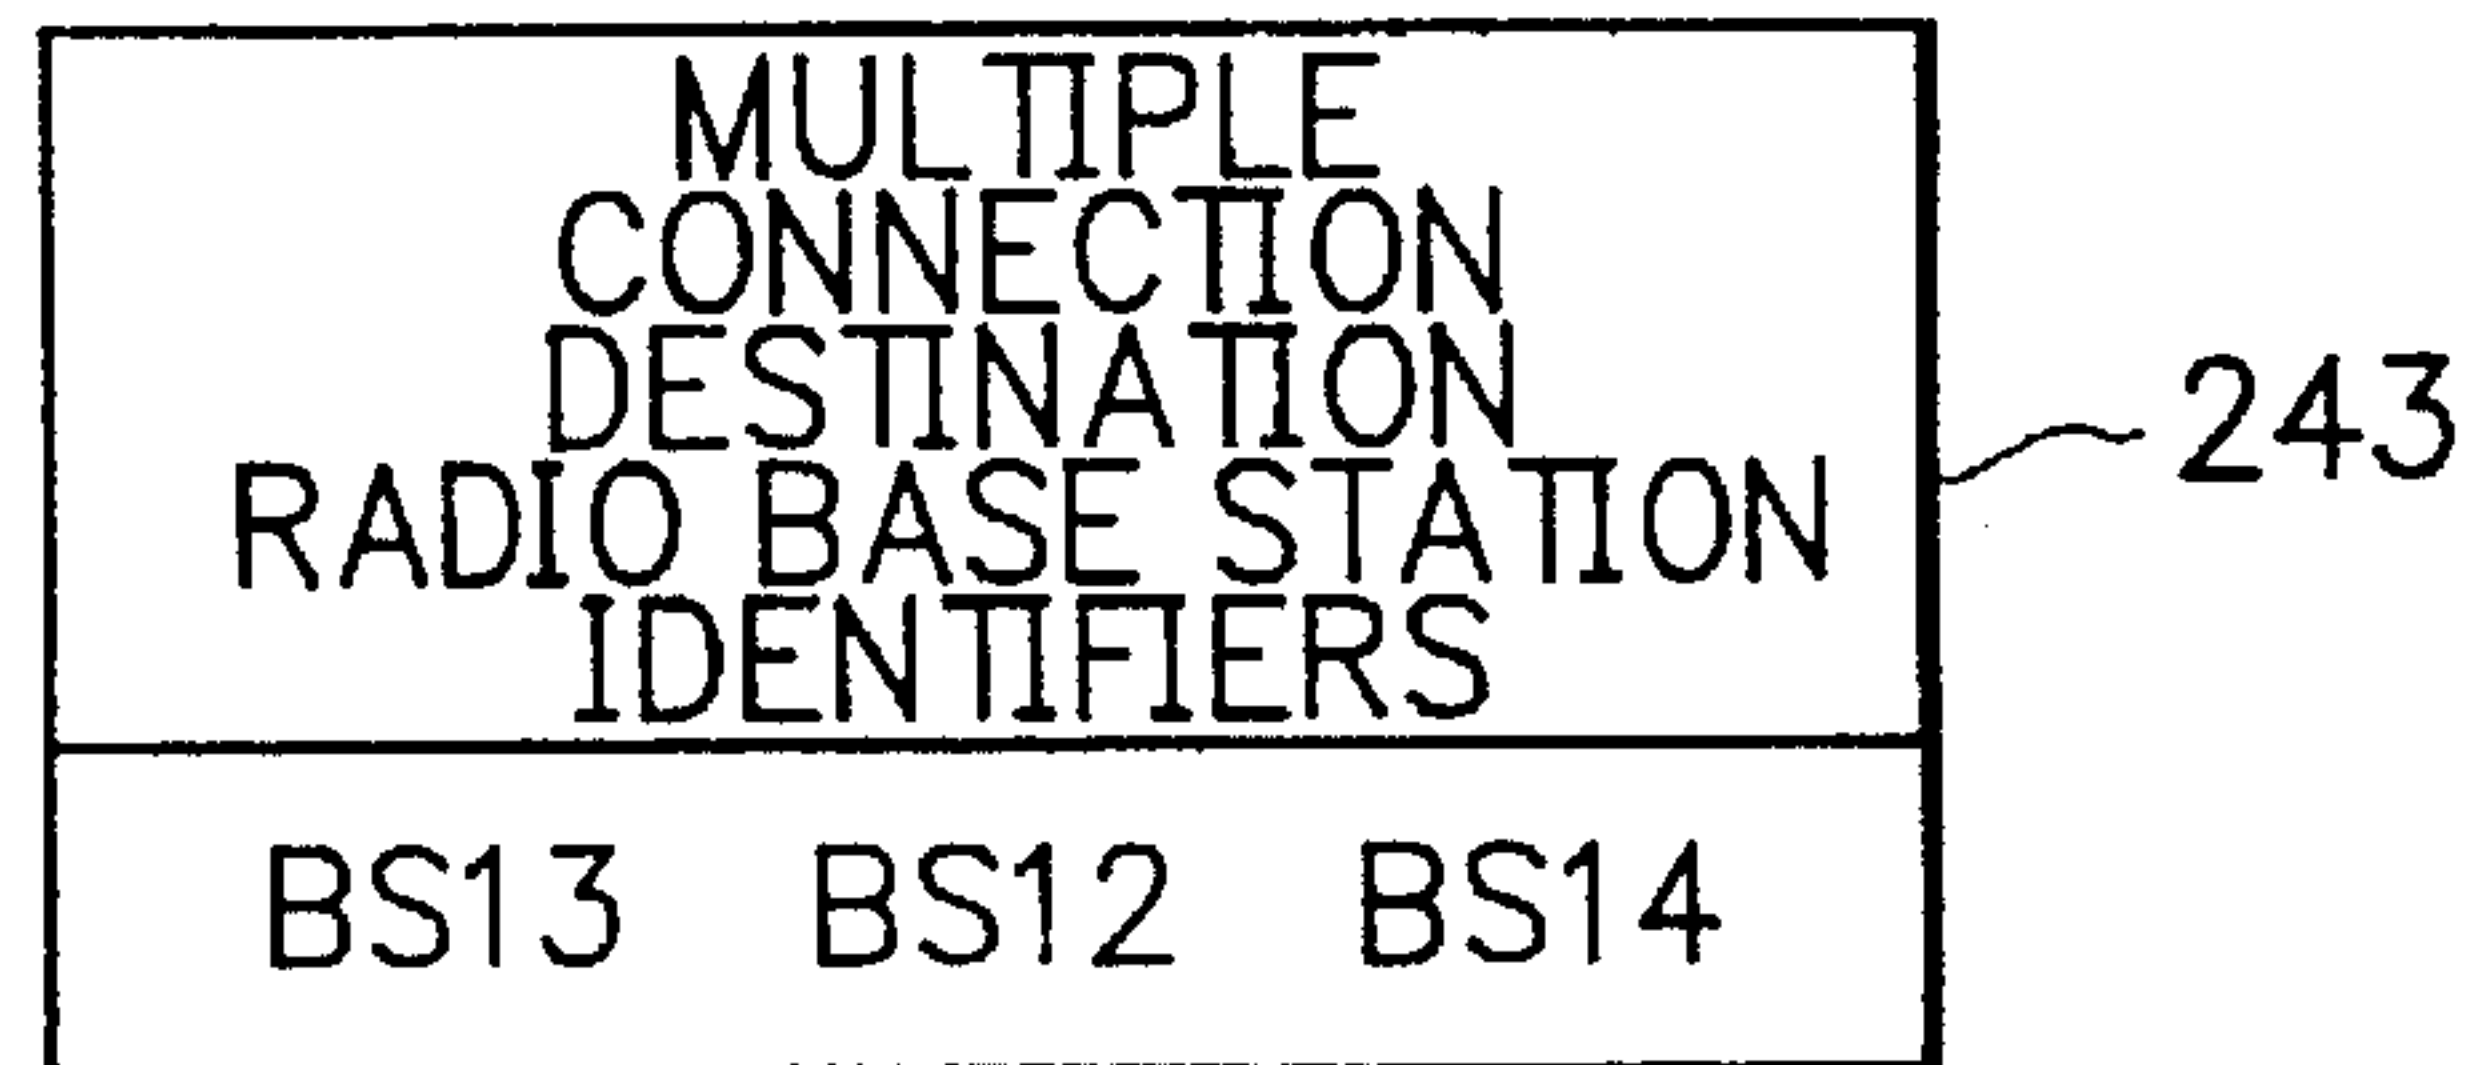 MULTIPLE
CONNECTION
DESTINATION
RADIO BASE STATION
IDENTIFIERS
243
BS13 BS12 BS14